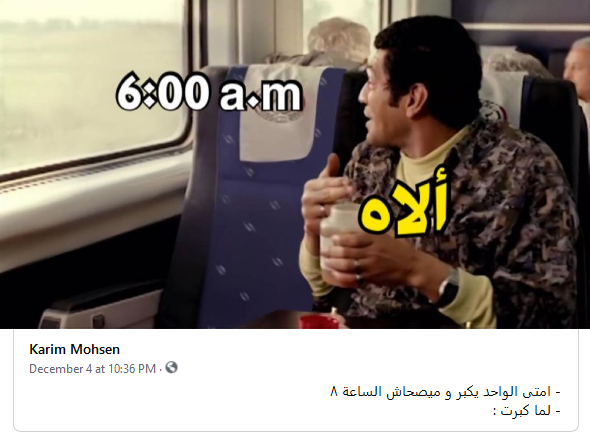 6:00 a.m
ألاه
Karim Mohsen
December 4 at 10:36 PM ·
- امتى الواحد يكبر و ميصحاش الساعة ٨
- لما كبرت :